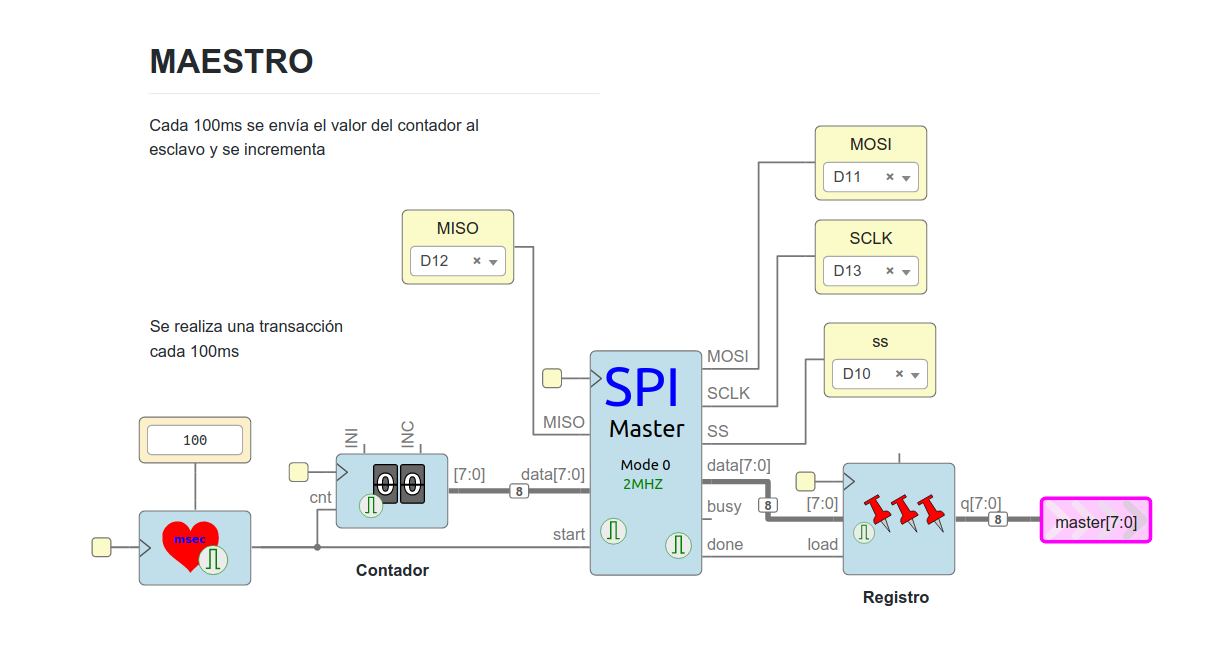 MAESTRO
Cada 100ms se envía el valor del contador al
esclavo y se incrementa
MOSI
D11 × ▾
MISO
D12 × ▾
SCLK
D13 × ▾
Se realiza una transacción
cada 100ms
ss
D10 × ▾
MOSI
SPI
SCLK
MISO
Master
SS
100
INI
INC
Mode 0
2MHZ
data[7:0]
00
[7:0]
8
data[7:0]
cnt
busy
8
[7:0]
q[7:0]
8
master[7:0]
msec
start
done
load
Contador
Registro